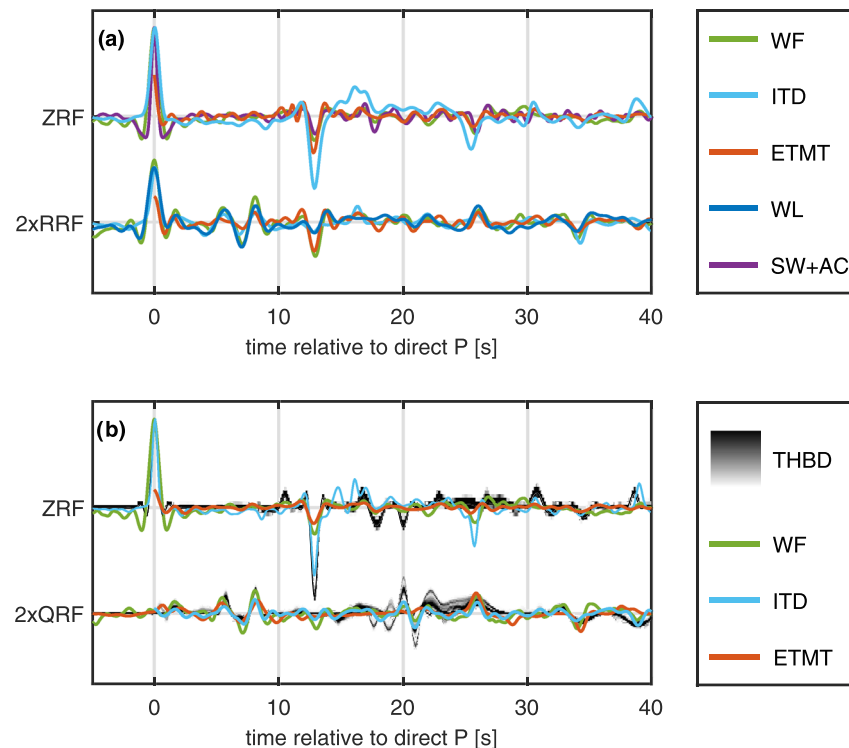 (a)
ZRF
2xRRF
0 10 20 30 40
time relative to direct P [s]
WF
ITD
ETMT
WL
SW+AC
(b)
ZRF
2xQRF
0 10 20 30 40
time relative to direct P [s]
THBD
WF
ITD
ETMT